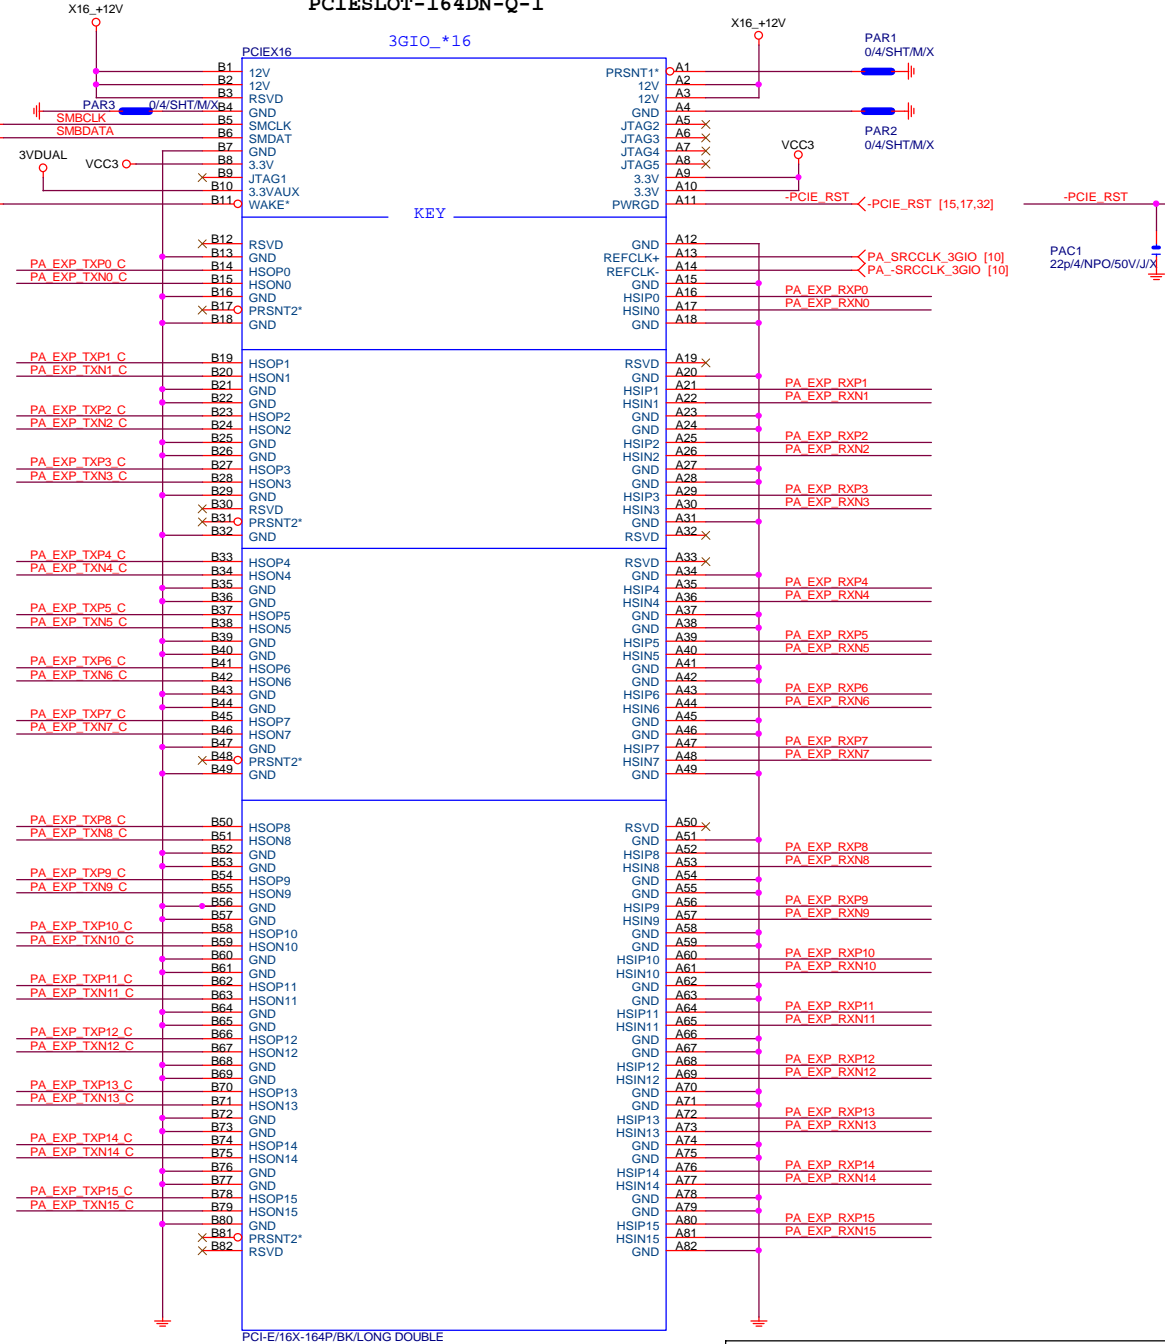 PCIESLOT-164DN-Q-1
X16_+12V
3GIO_*16
X16_+12V
PCIEX16
PAR1
0/4/SHT/M/X
B1 12V PRSNT1* A1
B2 12V 12V A2
B3 RSVD 12V A3
PAR3 0/4/SHT/M/X B4 GND GND A4
SMBCLK B5 SMCLK JTAG2 A5
SMBDATA B6 SMDAT JTAG3 A6
PAR2
0/4/SHT/M/X
B7 GND JTAG4 A7
3VDUAL VCC3 B8 3.3V JTAG5 A8 VCC3
B9 JTAG1 3.3V A9
B10 3.3VAUX 3.3V A10
B11 WAKE* PWRGD A11 -PCIE_RST -PCIE_RST [15,17,32] -PCIE_RST
KEY
B12 RSVD GND A12
B13 GND REFCLK+ A13 PA_SRCCLK_3GIO [10]
PA_EXP_TXP0_C B14 HSOP0 REFCLK- A14 PA_-SRCCLK_3GIO [10]
PAC1
22p/4/NPO/50V/J/X
PA_EXP_TXN0_C B15 HSON0 GND A15
B16 GND HSIP0 A16 PA_EXP_RXP0
B17 PRSNT2* HSIN0 A17 PA_EXP_RXN0
B18 GND GND A18
PA_EXP_TXP1_C B19 HSOP1 RSVD A19
PA_EXP_TXN1_C B20 HSON1 GND A20
B21 GND HSIP1 A21 PA_EXP_RXP1
B22 GND HSIN1 A22 PA_EXP_RXN1
PA_EXP_TXP2_C B23 HSOP2 GND A23
PA_EXP_TXN2_C B24 HSON2 GND A24
B25 GND HSIP2 A25 PA_EXP_RXP2
B26 GND HSIN2 A26 PA_EXP_RXN2
PA_EXP_TXP3_C B27 HSOP3 GND A27
PA_EXP_TXN3_C B28 HSON3 GND A28
B29 GND HSIP3 A29 PA_EXP_RXP3
B30 RSVD HSIN3 A30 PA_EXP_RXN3
B31 PRSNT2* GND A31
B32 GND RSVD A32
PA_EXP_TXP4_C B33 HSOP4 RSVD A33
PA_EXP_TXN4_C B34 HSON4 GND A34
B35 GND HSIP4 A35 PA_EXP_RXP4
B36 GND HSIN4 A36 PA_EXP_RXN4
PA_EXP_TXP5_C B37 HSOP5 GND A37
PA_EXP_TXN5_C B38 HSON5 GND A38
B39 GND HSIP5 A39 PA_EXP_RXP5
B40 GND HSIN5 A40 PA_EXP_RXN5
PA_EXP_TXP6_C B41 HSOP6 GND A41
PA_EXP_TXN6_C B42 HSON6 GND A42
B43 GND HSIP6 A43 PA_EXP_RXP6
B44 GND HSIN6 A44 PA_EXP_RXN6
PA_EXP_TXP7_C B45 HSOP7 GND A45
PA_EXP_TXN7_C B46 HSON7 GND A46
B47 GND HSIP7 A47 PA_EXP_RXP7
B48 PRSNT2* HSIN7 A48 PA_EXP_RXN7
B49 GND GND A49
PA_EXP_TXP8_C B50 HSOP8 RSVD A50
PA_EXP_TXN8_C B51 HSON8 GND A51
B52 GND HSIP8 A52 PA_EXP_RXP8
B53 GND HSIN8 A53 PA_EXP_RXN8
PA_EXP_TXP9_C B54 HSOP9 GND A54
PA_EXP_TXN9_C B55 HSON9 GND A55
B56 GND HSIP9 A56 PA_EXP_RXP9
B57 GND HSIN9 A57 PA_EXP_RXN9
PA_EXP_TXP10_C B58 HSOP10 GND A58
PA_EXP_TXN10_C B59 HSON10 GND A59
B60 GND HSIP10 A60 PA_EXP_RXP10
B61 GND HSIN10 A61 PA_EXP_RXN10
PA_EXP_TXP11_C B62 HSOP11 GND A62
PA_EXP_TXN11_C B63 HSON11 GND A63
B64 GND HSIP11 A64 PA_EXP_RXP11
B65 GND HSIN11 A65 PA_EXP_RXN11
PA_EXP_TXP12_C B66 HSOP12 GND A66
PA_EXP_TXN12_C B67 HSON12 GND A67
B68 GND HSIP12 A68 PA_EXP_RXP12
B69 GND HSIN12 A69 PA_EXP_RXN12
PA_EXP_TXP13_C B70 HSOP13 GND A70
PA_EXP_TXN13_C B71 HSON13 GND A71
B72 GND HSIP13 A72 PA_EXP_RXP13
B73 GND HSIN13 A73 PA_EXP_RXN13
PA_EXP_TXP14_C B74 HSOP14 GND A74
PA_EXP_TXN14_C B75 HSON14 GND A75
B76 GND HSIP14 A76 PA_EXP_RXP14
B77 GND HSIN14 A77 PA_EXP_RXN14
PA_EXP_TXP15_C B78 HSOP15 GND A78
PA_EXP_TXN15_C B79 HSON15 GND A79
B80 GND HSIP15 A80 PA_EXP_RXP15
B81 PRSNT2* HSIN15 A81 PA_EXP_RXN15
B82 RSVD GND A82
PCI-E/16X-164P/BK/LONG DOUBLE